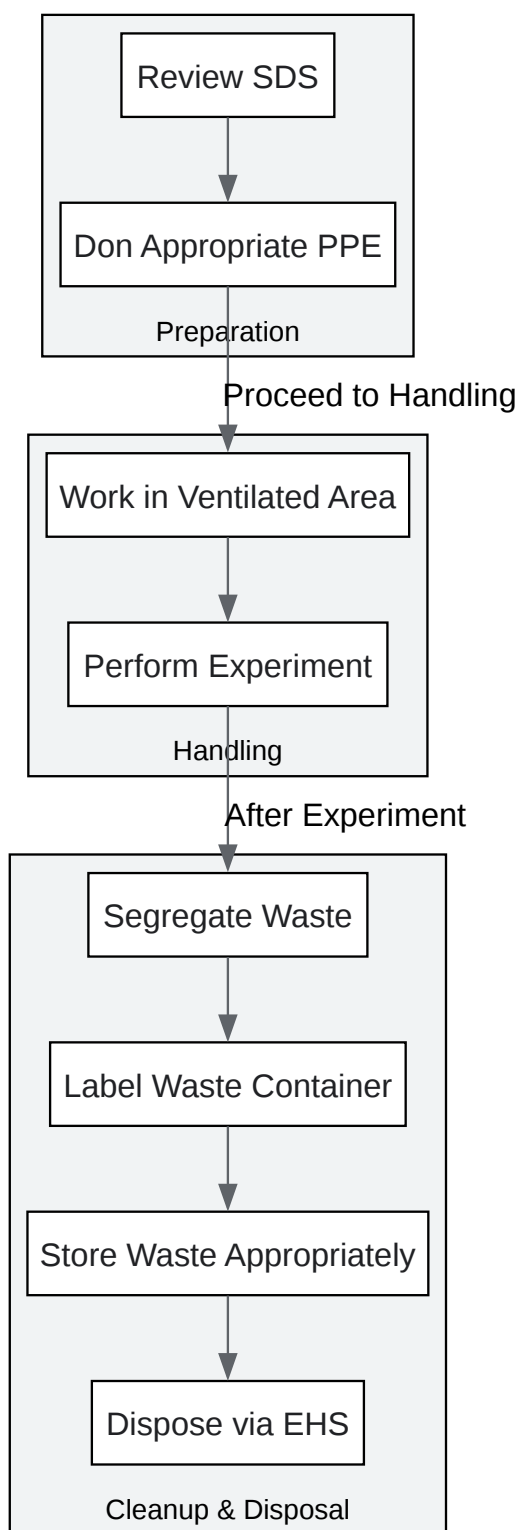 Review SDS
Don Appropriate PPE
Preparation
Proceed to Handling
Work in Ventilated Area
Perform Experiment
Handling
After Experiment
Segregate Waste
Label Waste Container
Store Waste Appropriately
Dispose via EHS
Cleanup & Disposal